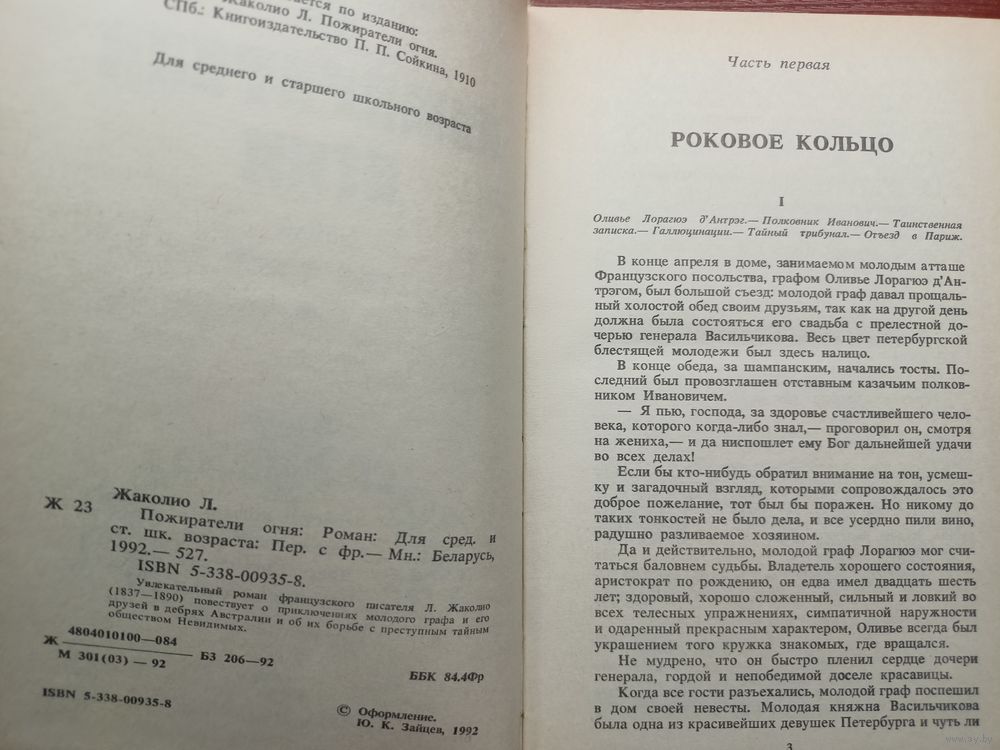 ается по изданию:
Жаколио Л. Пожиратели огня.
СПб.: Книгоиздательство П. П. Сойкина, 1910
Для среднего и старшего школьного возраста
Ж 23
Жаколио Л.
Пожиратели огня: Роман: Для сред. и
ст. шк. возраста: Пер. с фр.— Мн.: Беларусь,
1992.— 527.
ISBN 5-338-00935-8.
Увлекательный роман французского писателя Л. Жаколио
(1837—1890) повествует о приключениях молодого графа и его
друзей в дебрях Австралии и об их борьбе с преступным тайным
обществом Невидимых.
Ж 4804010100—084
М 301(03) — 92
БЗ 206—92
ББК 84.4Фр
ISBN 5-338-00935-8
© Оформление.
Ю. К. Зайцев, 1992
Часть первая
РОКОВОЕ КОЛЬЦО
I
Оливье Лорагюэ д'Антрэг.— Полковник Иванович.— Таинственная
записка.— Галлюцинации.— Тайный трибунал.— Отъезд в Париж.
В конце апреля в доме, занимаемом молодым атташе
Французского посольства, графом Оливье Лорагюэ д'Ан-
трэгом, был большой съезд: молодой граф давал прощаль-
ный холостой обед своим друзьям, так как на другой день
должна была состояться его свадьба с прелестной до-
черью генерала Васильчикова. Весь цвет петербургской
блестящей молодежи был здесь налицо.
В конце обеда, за шампанским, начались тосты. По-
следний был провозглашен отставным казачьим полков-
ником Ивановичем.
— Я пью, господа, за здоровье счастливейшего чело-
века, которого когда-либо знал,— проговорил он, смотря
на жениха,— и да ниспошлет ему Бог дальнейшей удачи
во всех делах!
Если бы кто-нибудь обратил внимание на тон, усмеш-
ку и загадочный взгляд, которыми сопровождалось это
доброе пожелание, тот был бы поражен. Но никому до
таких тонкостей не было дела, и все усердно пили вино,
радушно разливаемое хозяином.
Да и действительно, молодой граф Лорагюэ мог счи-
таться баловнем судьбы. Владетель хорошего состояния,
аристократ по рождению, он едва имел двадцать шесть
лет; здоровый, хорошо сложенный, сильный и ловкий во
всех телесных упражнениях, симпатичной наружности
и одаренный прекрасным характером, Оливье всегда был
украшением того кружка знакомых, где вращался.
Не мудрено, что он быстро пленил сердце дочери
генерала, гордой и непобедимой доселе красавицы.
Когда все гости разъехались, молодой граф поспешил
в дом своей невесты. Молодая княжна Васильчикова
была одна из красивейших девушек Петербурга и чуть ли
3
www.ay.by